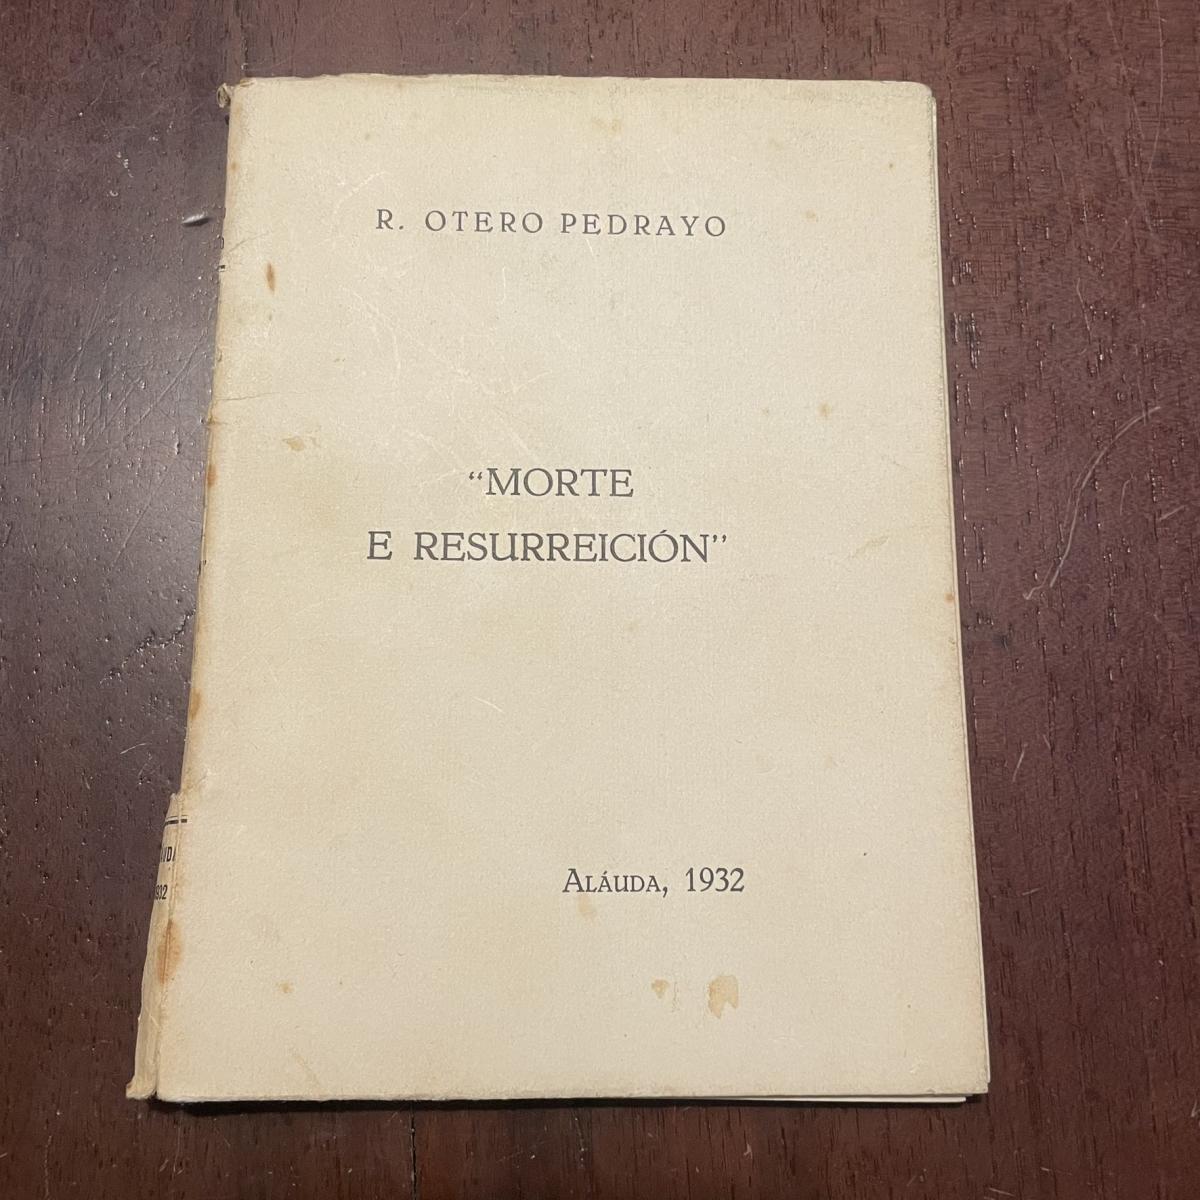 R. OTERO PEDRAYO
“MORTE
E RESURREICIÓN”
ALÁUDA, 1932